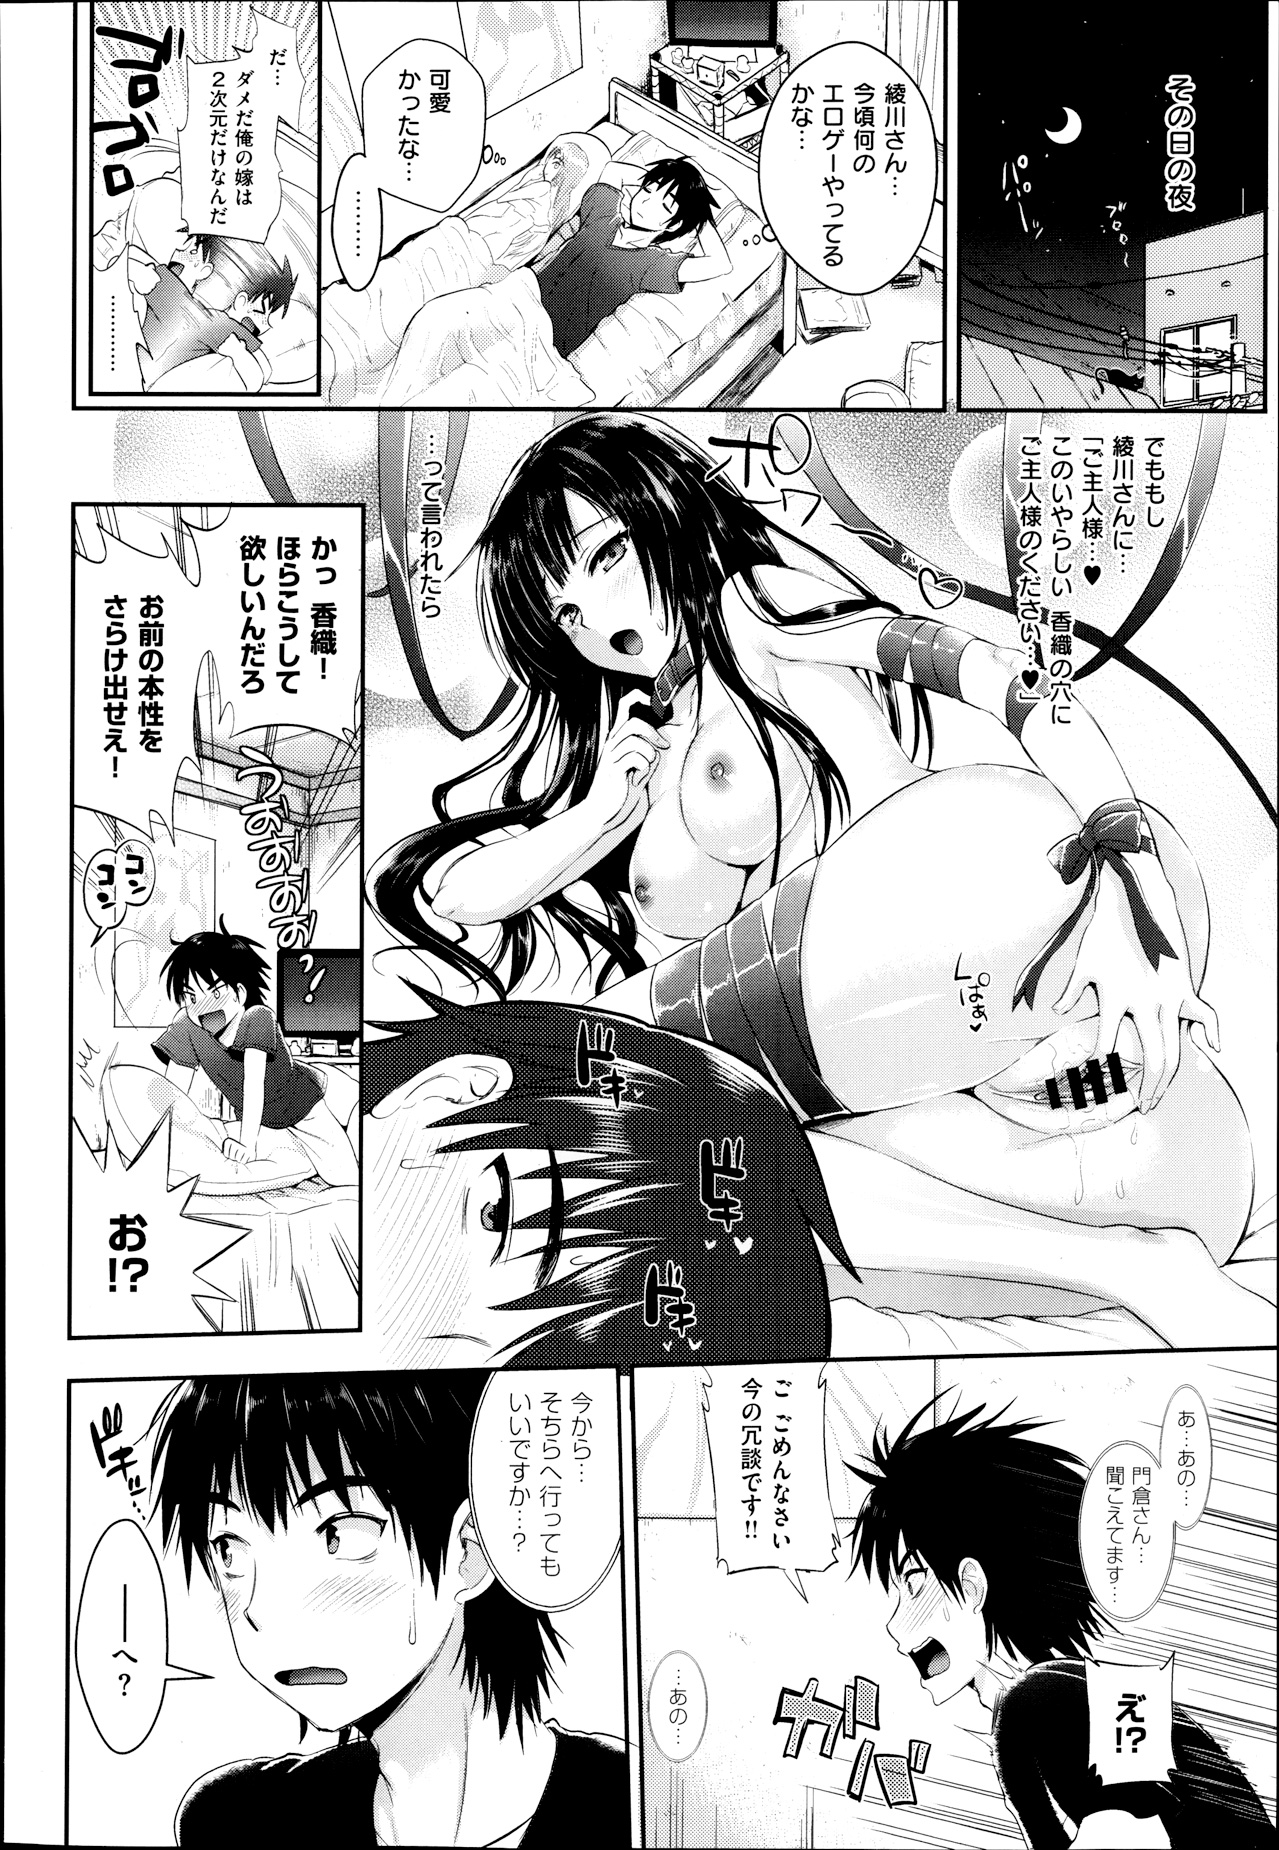 その日の夜
綾川さん…
今頃何の
エロゲーやってる
かな…
可愛
かったな…
………
だ…
ダメだ俺の嫁は
２次元だけなんだ
ゴロゴロ
………
でももし
綾川さんに…
「ご主人様…♥
このいやらしい 香織の穴に
ご主人様のください…♥」
ポワ〜…♡
…って言われたら
くぱぁ♥
ドキ
ドキ
ドキ
かっ 香織！
ほらこうして
欲しいんだろ
お前の本性を
さらけ出せえ！
うおおおおお！
コンコン
お!?
あ…あの…
門倉さん…
聞こえてます…
え!?
ご ごめんなさい
今の冗談です!!
ガバ
…あの…
今から…
そちらへ行っても
いいですか…?
ドキッ…
――へ?